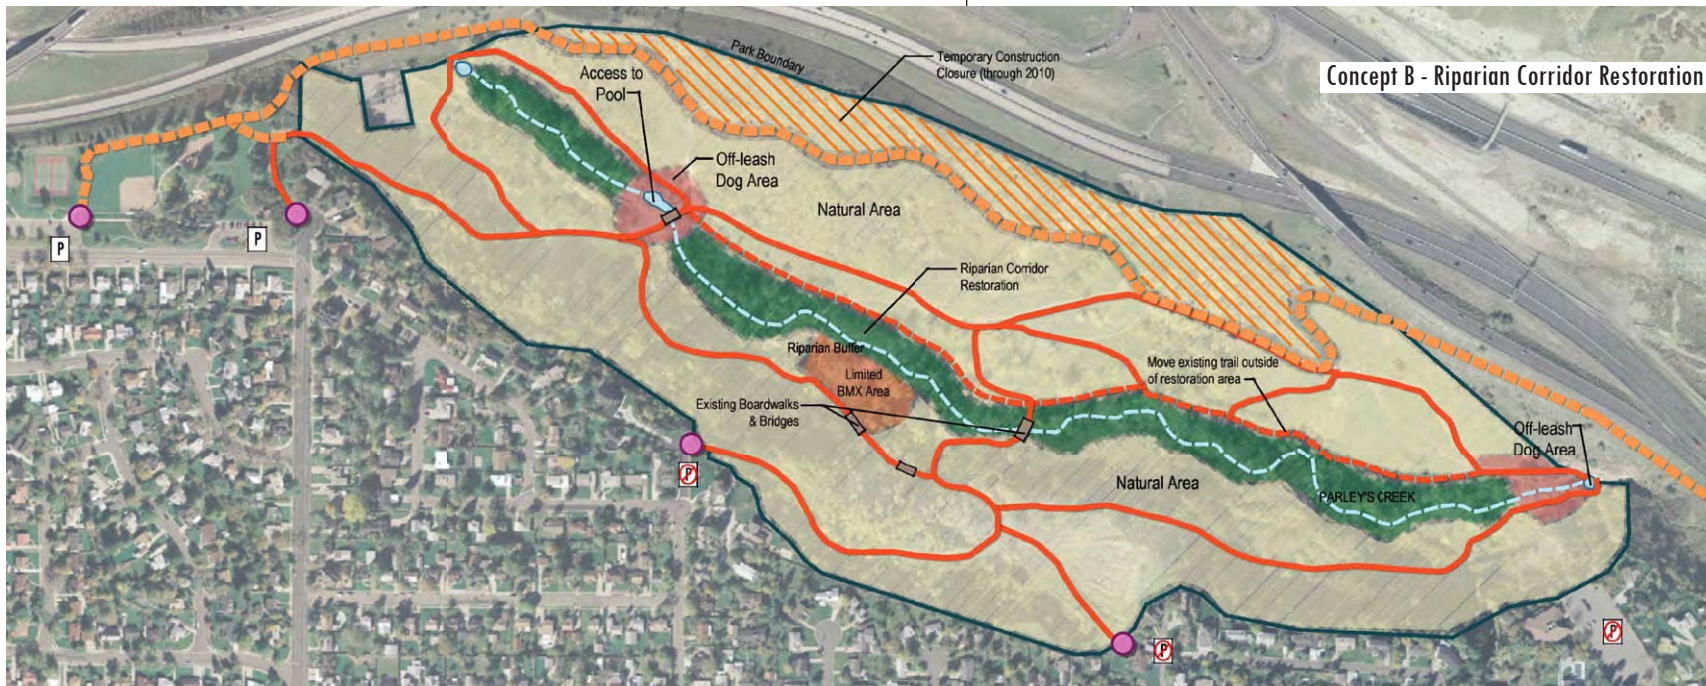 Concept B - Riparian Corridor Restoration
Park Boundary
Temporary Construction
Closure (through 2010)
Access to
Pool
Off-leash
Dog Area
Natural Area
P
P
Riparian Corridor
Restoration
Riparian Buffer
Limited
BMX Area
Move existing trail outside
of restoration area
Existing Boardwalks
& Bridges
Off-leash
Dog Area
Natural Area
PARLEY'S CREEK
P
P
P